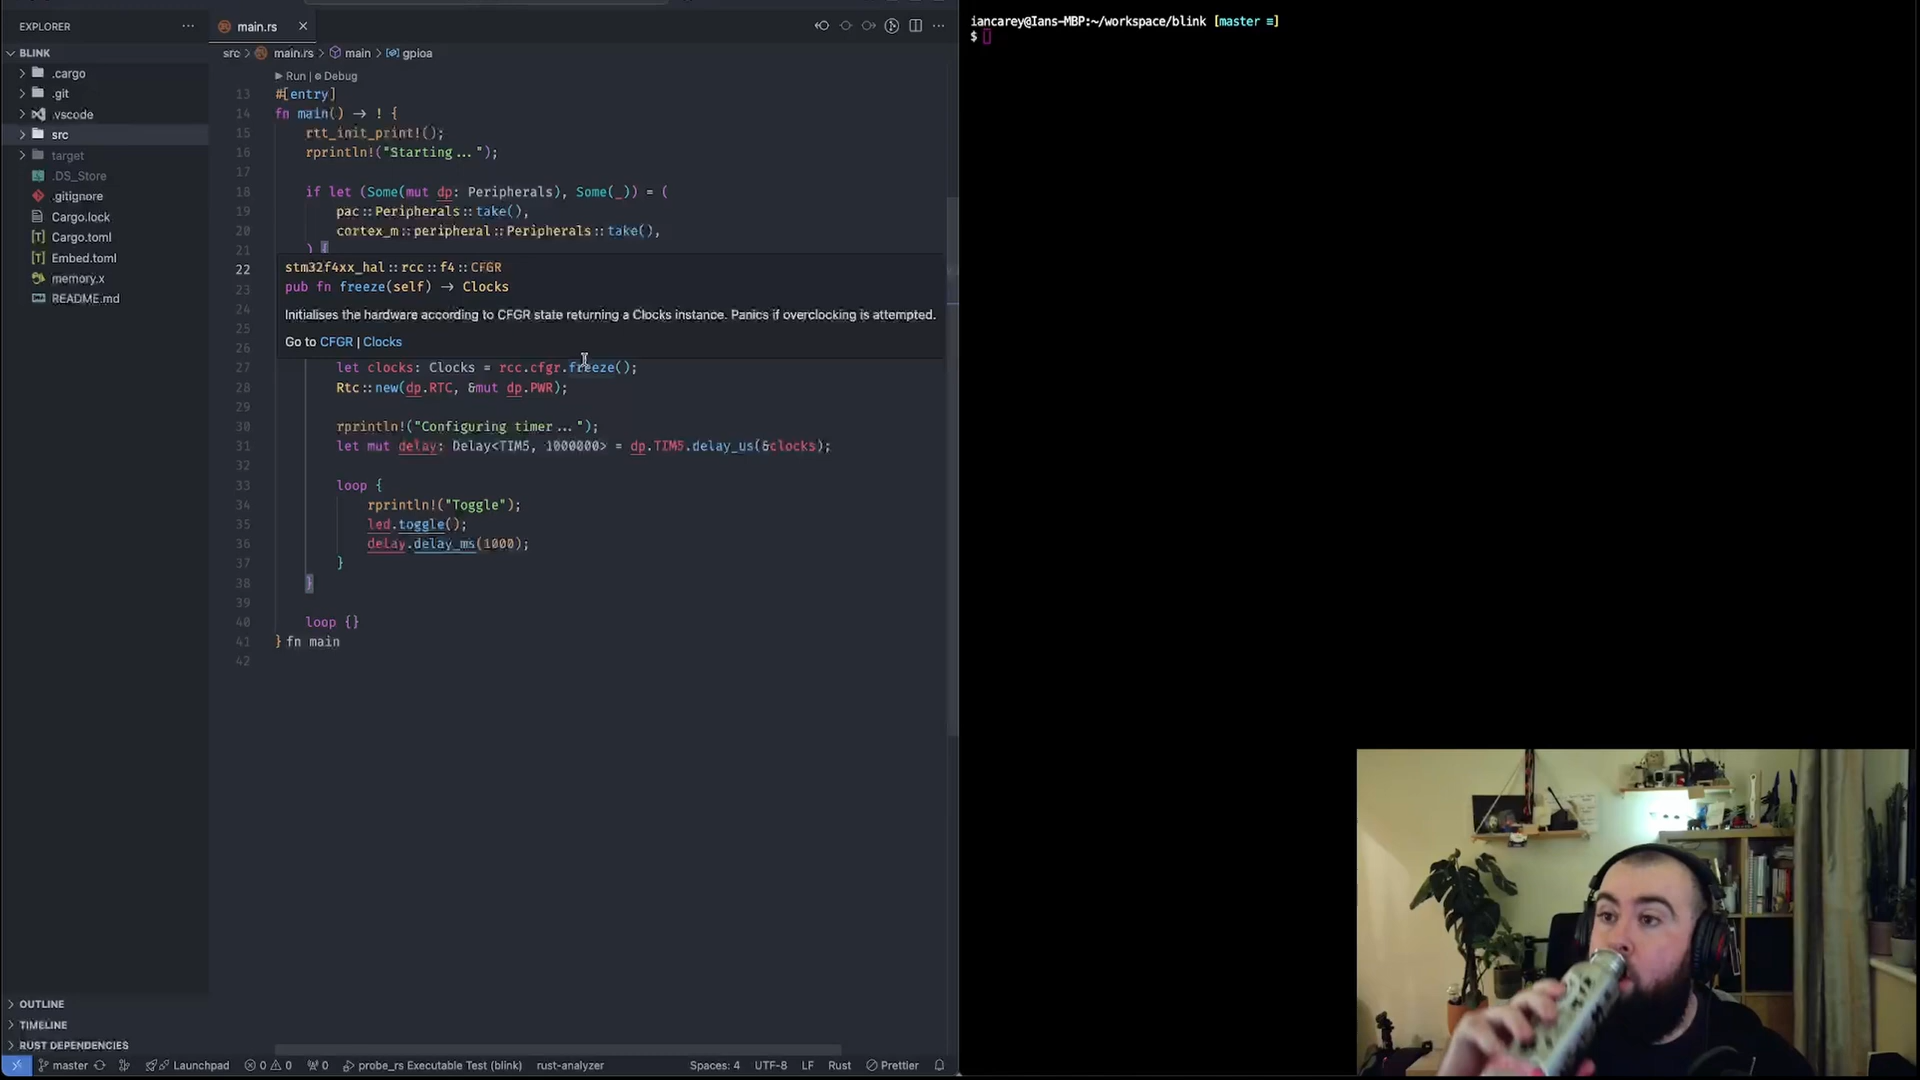 EXPLORER
BLINK
.cargo
.git
.vscode
src
target
.DS_Store
.gitignore
Cargo.lock
Cargo.toml
Embed.toml
memory.x
README.md
OUTLINE
TIMELINE
RUST DEPENDENCIES
main.rs
src > main.rs > main > gpioa
Run | Debug
13 #[entry]
14 fn main() → ! {
15 rtt_init_print!();
16 rprintln!("Starting...");
17
18 if let (Some(mut dp: Peripherals), Some(_)) = (
19 pac::Peripherals::take(),
20 cortex_m::peripheral::Peripherals::take(),
21 ) {
22
23
24
25
26
stm32f4xx_hal::rcc::f4::CFGR
pub fn freeze(self) → Clocks
Initialises the hardware according to CFGR state returning a Clocks instance. Panics if overclocking is attempted.
Go to CFGR | Clocks
27 let clocks: Clocks = rcc.cfgr.freeze();
28 Rtc::new(dp.RTC, &mut dp.PWR);
29
30 rprintln!("Configuring timer...");
31 let mut delay: Delay<TIM5, 1000000> = dp.TIM5.delay_us(&clocks);
32
33 loop {
34 rprintln!("Toggle");
35 led.toggle();
36 delay.delay_ms(1000);
37 }
38 }
39
40 loop {}
41 } fn main
42
master Launchpad 0 0 0 probe_rs Executable Test (blink) rust-analyzer Spaces: 4 UTF-8 LF Rust Prettier
iancarey@Ians-MBP:~/workspace/blink [master ≡]
$